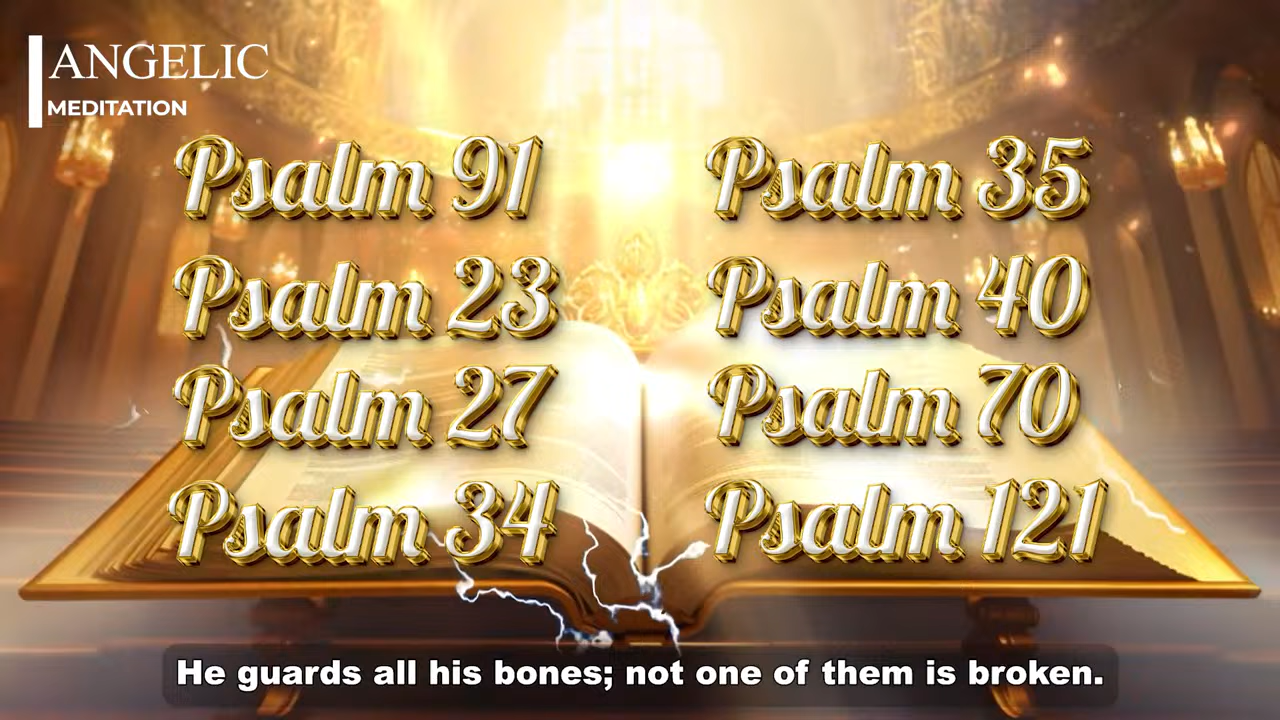 ANGELIC
MEDITATION
Psalm 91
Psalm 23
Psalm 27
Psalm 34
Psalm 35
Psalm 40
Psalm 70
Psalm 121
He guards all his bones; not one of them is broken.